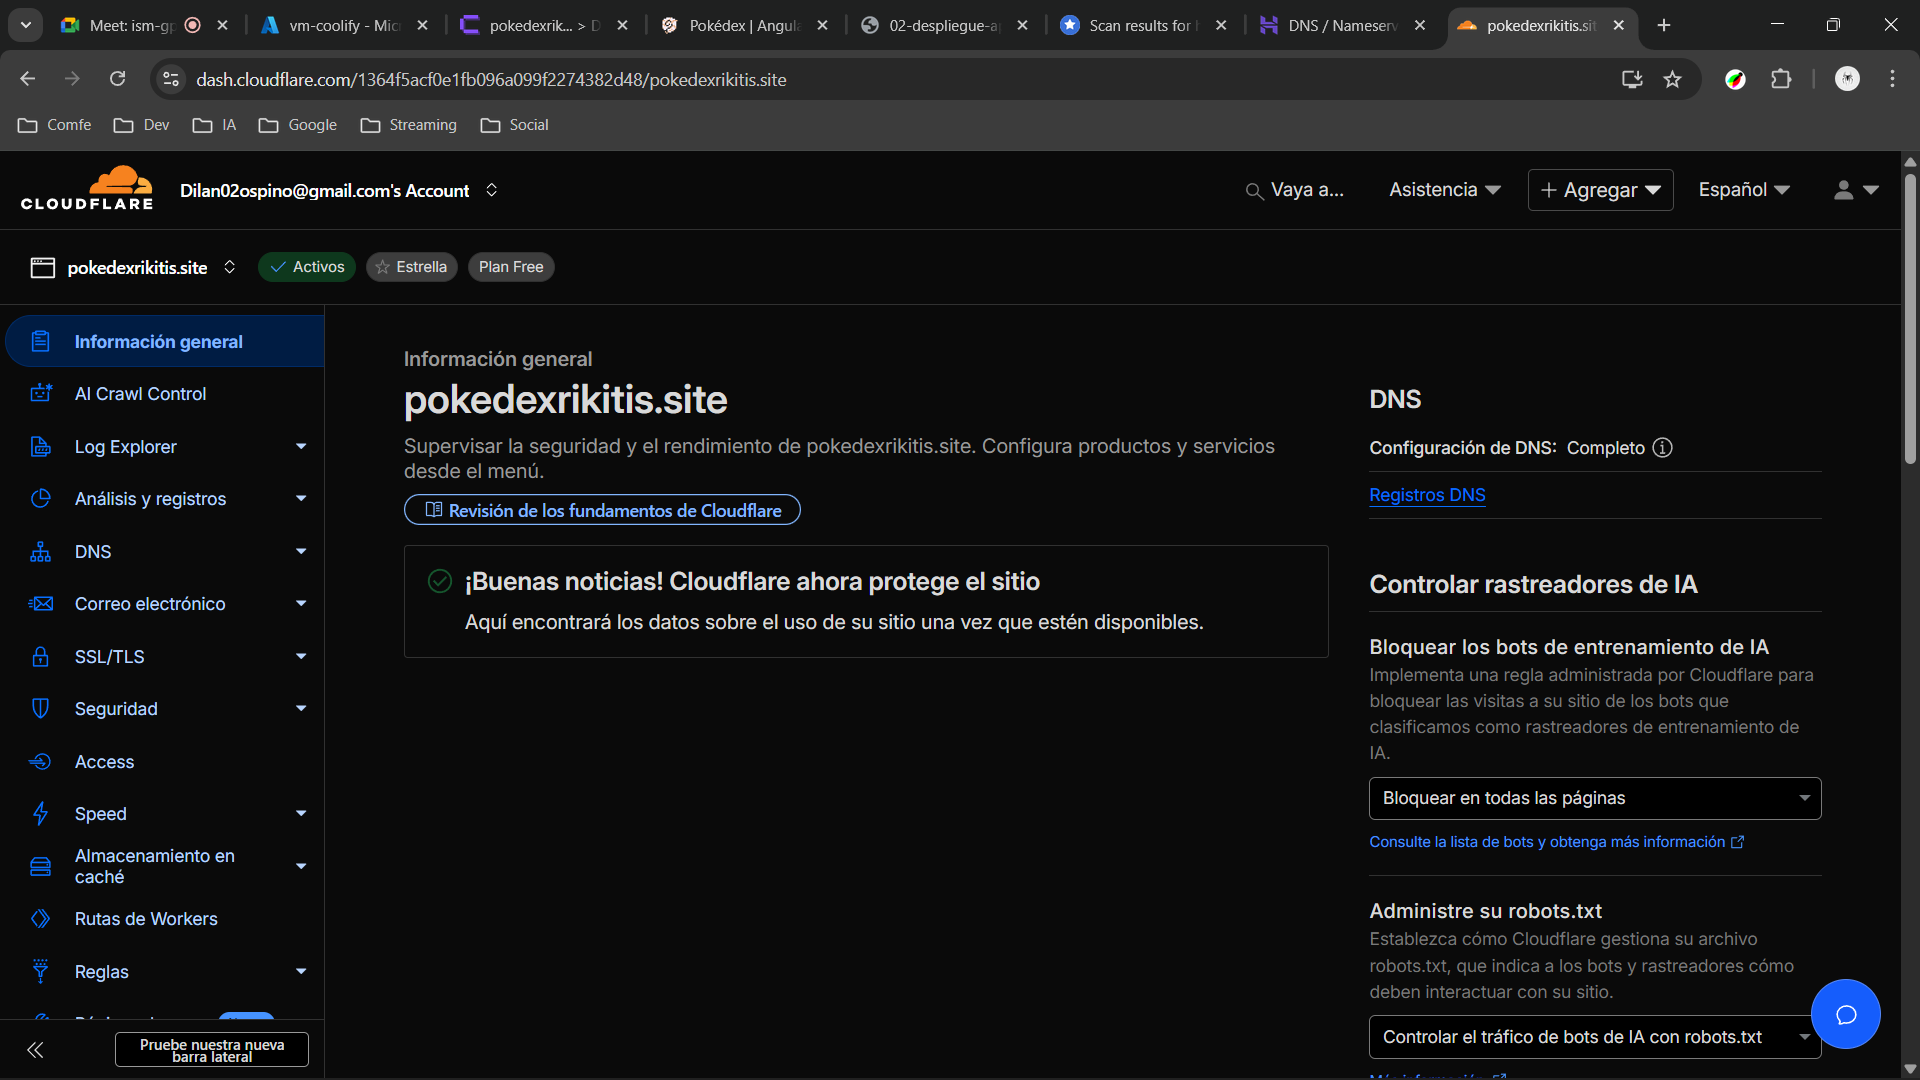 Meet: ism-gp
vm-coolify - Mic
pokedexrik... > D
Pokédex | Angula
02-despliegue-a
Scan results for h
DNS / Nameserv
pokedexrikitis.sit
dash.cloudflare.com/1364f5acf0e1fb096a099f2274382d48/pokedexrikitis.site
Comfe
Dev
IA
Google
Streaming
Social
CLOUDFLARE
Dilan02ospino@gmail.com's Account
Vaya a...
Asistencia
Agregar
Español
pokedexrikitis.site
Activos
Estrella
Plan Free
Información general
AI Crawl Control
Log Explorer
Análisis y registros
DNS
Correo electrónico
SSL/TLS
Seguridad
Access
Speed
Almacenamiento en
caché
Rutas de Workers
Reglas
Pruebe nuestra nueva
barra lateral
Información general
pokedexrikitis.site
Supervisar la seguridad y el rendimiento de pokedexrikitis.site. Configura productos y servicios
desde el menú.
Revisión de los fundamentos de Cloudflare
¡Buenas noticias! Cloudflare ahora protege el sitio
Aquí encontrará los datos sobre el uso de su sitio una vez que estén disponibles.
DNS
Configuración de DNS: Completo
Registros DNS
Controlar rastreadores de IA
Bloquear los bots de entrenamiento de IA
Implementa una regla administrada por Cloudflare para
bloquear las visitas a su sitio de los bots que
clasificamos como rastreadores de entrenamiento de
IA.
Bloquear en todas las páginas
Consulte la lista de bots y obtenga más información
Administre su robots.txt
Establezca cómo Cloudflare gestiona su archivo
robots.txt, que indica a los bots y rastreadores cómo
deben interactuar con su sitio.
Controlar el tráfico de bots de IA con robots.txt